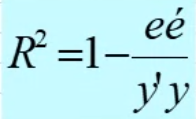 R² = 1 - eé / y'y